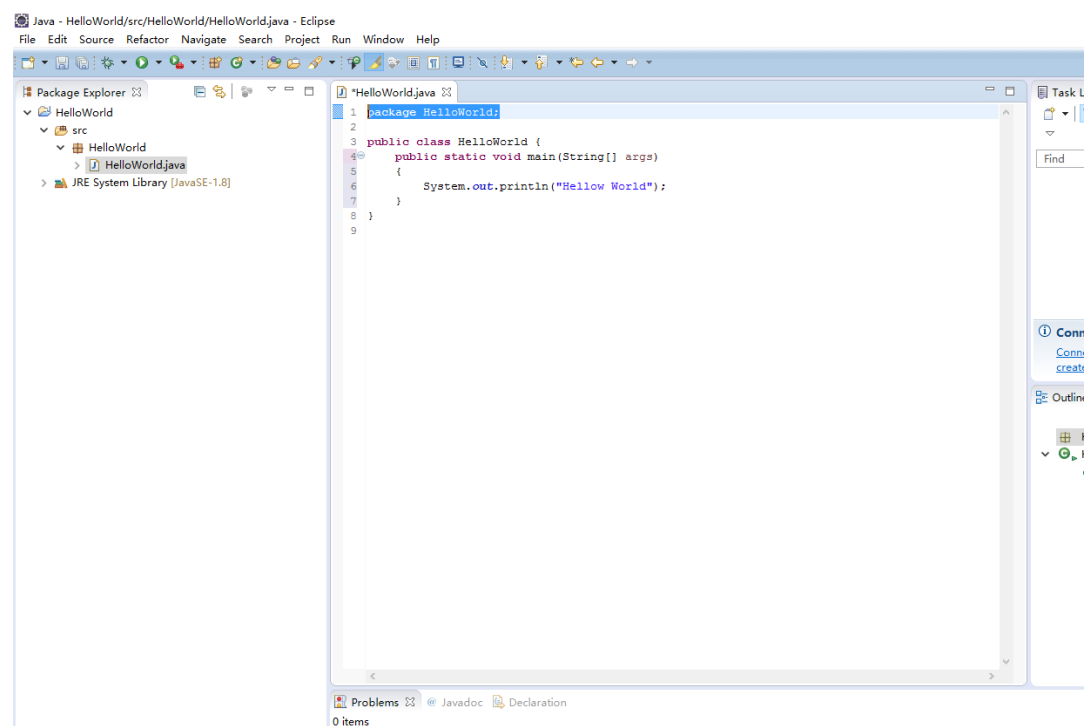 Java - HelloWorld/src/HelloWorld/HelloWorld.java - Eclipse
File Edit Source Refactor Navigate Search Project Run Window Help
Package Explorer
HelloWorld
src
HelloWorld
HelloWorld.java
JRE System Library [JavaSE-1.8]
*HelloWorld.java
1 package HelloWorld;
2
3 public class HelloWorld {
4 public static void main(String[] args)
5 {
6 System.out.println("Hellow World");
7 }
8 }
9
Task L
Find
Conn
Conne
create
Outline
Problems @ Javadoc Declaration
0 items